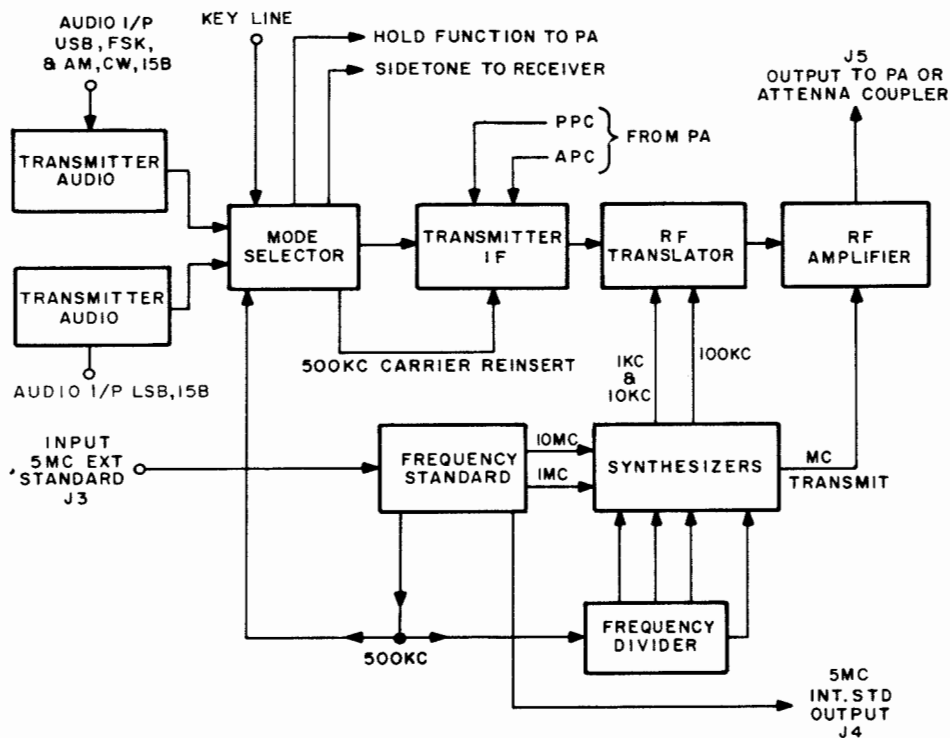 AUDIO I/P
USB, FSK,
& AM, CW, 15B
KEY LINE
HOLD FUNCTION TO PA
SIDETONE TO RECEIVER
J5
OUTPUT TO PA OR
ATTENNA COUPLER
PPC
APC
FROM PA
TRANSMITTER
AUDIO
MODE
SELECTOR
TRANSMITTER
IF
RF
TRANSLATOR
RF
AMPLIFIER
TRANSMITTER
AUDIO
500KC CARRIER REINSERT
1KC
&
10KC
100KC
AUDIO I/P LSB, 15B
INPUT
5MC EXT
STANDARD
J3
FREQUENCY
STANDARD
10MC
1MC
SYNTHESIZERS
MC
TRANSMIT
500KC
FREQUENCY
DIVIDER
5MC
INT. STD
OUTPUT
J4